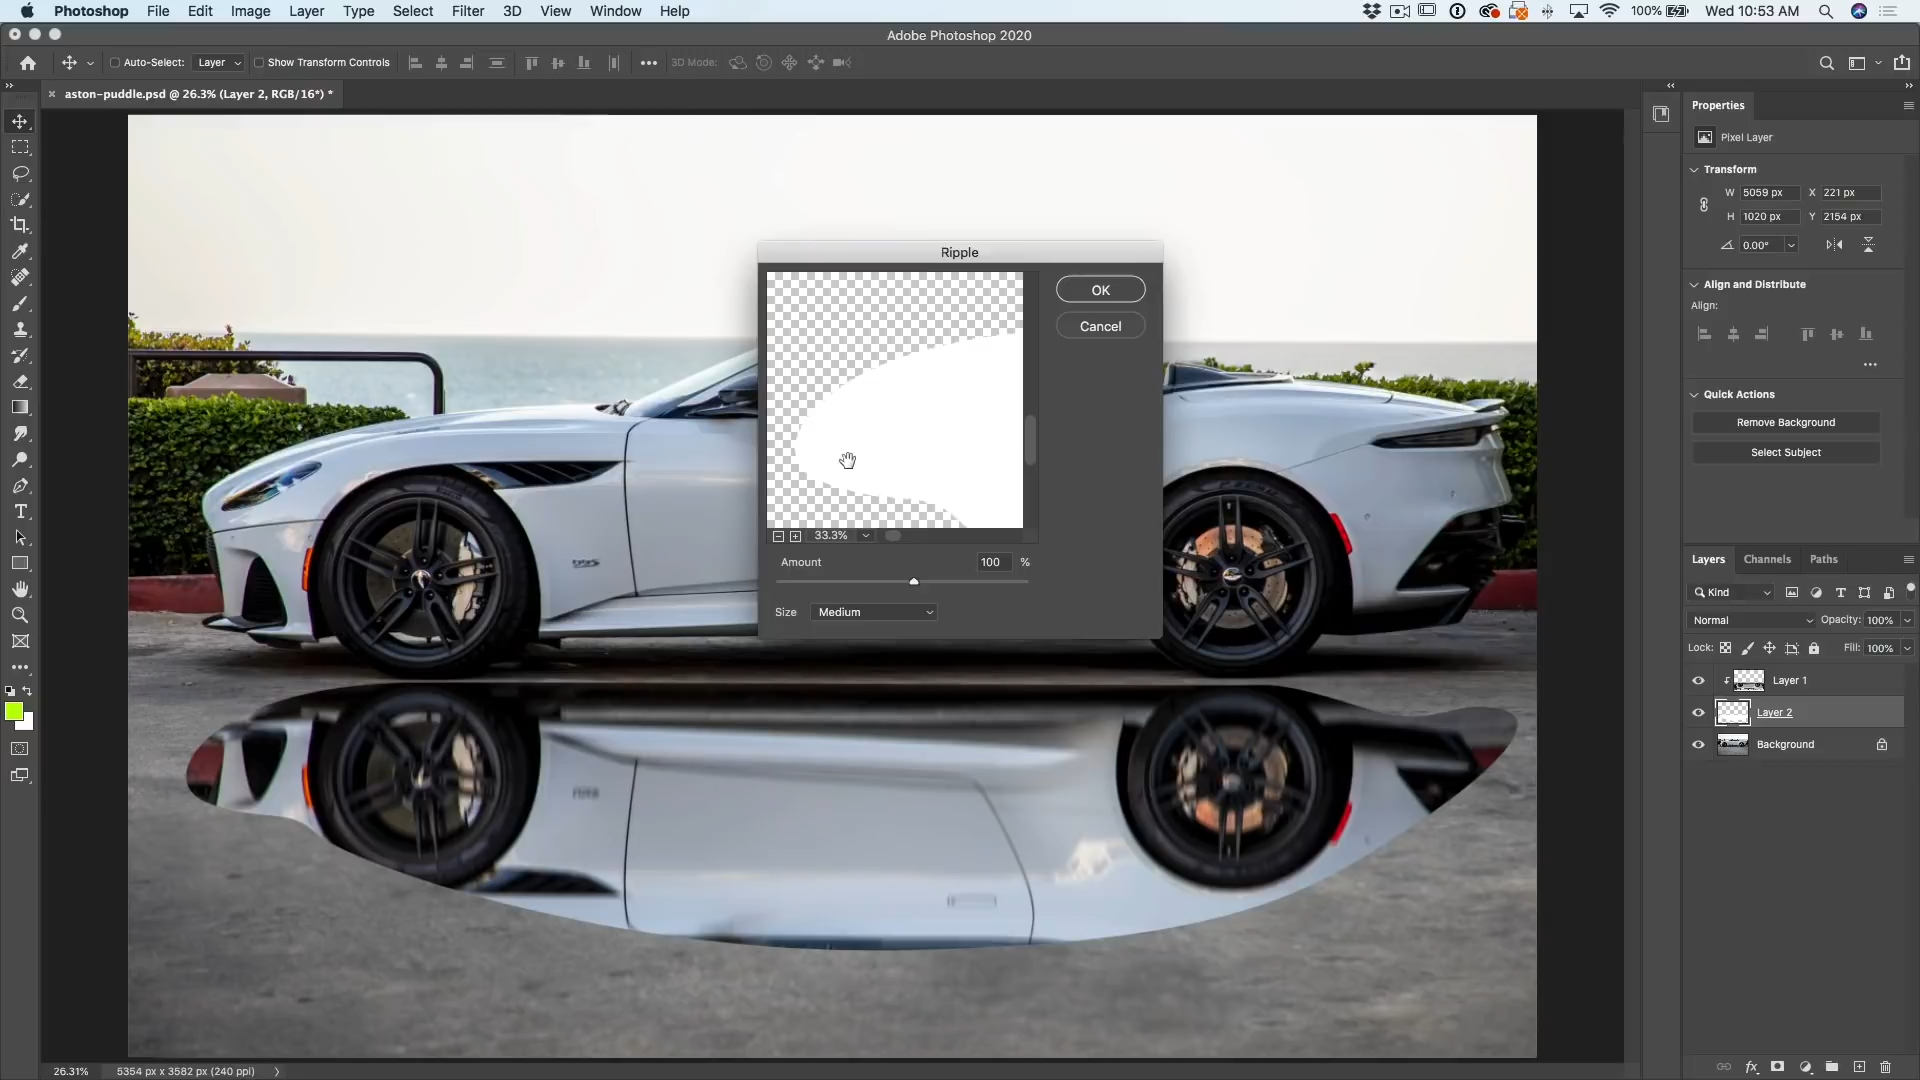 Photoshop File Edit Image Layer Type Select Filter 3D View Window Help 100% Wed 10:53 AM
Adobe Photoshop 2020
Auto-Select: Layer Show Transform Controls 3D Mode:
aston-puddle.psd @ 26.3% (Layer 2, RGB/16*) *
Properties
Pixel Layer
Transform
W 5059 px X 221 px
H 1020 px Y 2154 px
0.00°
Align and Distribute
Align:
Quick Actions
Remove Background
Select Subject
Ripple
OK
Cancel
33.3%
Amount 100 %
Size Medium
Layers Channels Paths
Kind
Normal Opacity: 100%
Lock: Fill: 100%
Layer 1
Layer 2
Background
26.31% 5354 px x 3582 px (240 ppi)